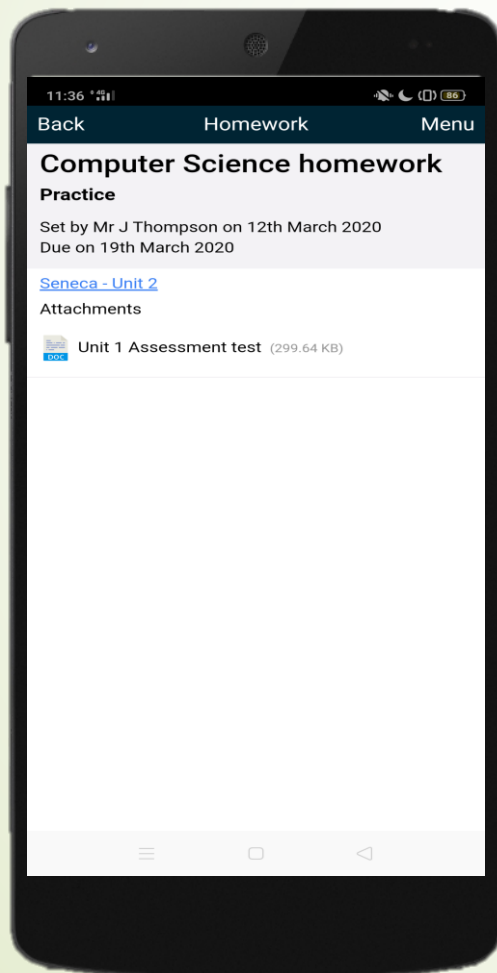 11:36 4G 86
Back Homework Menu
Computer Science homework
Practice
Set by Mr J Thompson on 12th March 2020
Due on 19th March 2020
Seneca - Unit 2
Attachments
DOC Unit 1 Assessment test (299.64 KB)